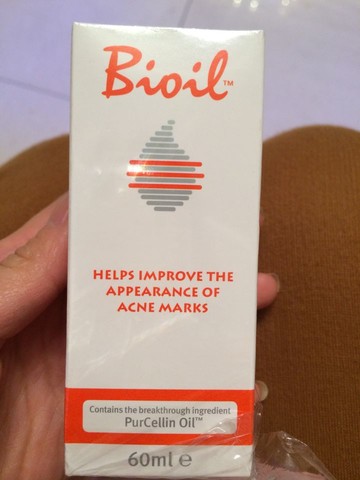 Bioil™
HELPS IMPROVE THE
APPEARANCE OF
ACNE MARKS
Contains the breakthrough ingredient
PurCellin Oil™
60ml ℮